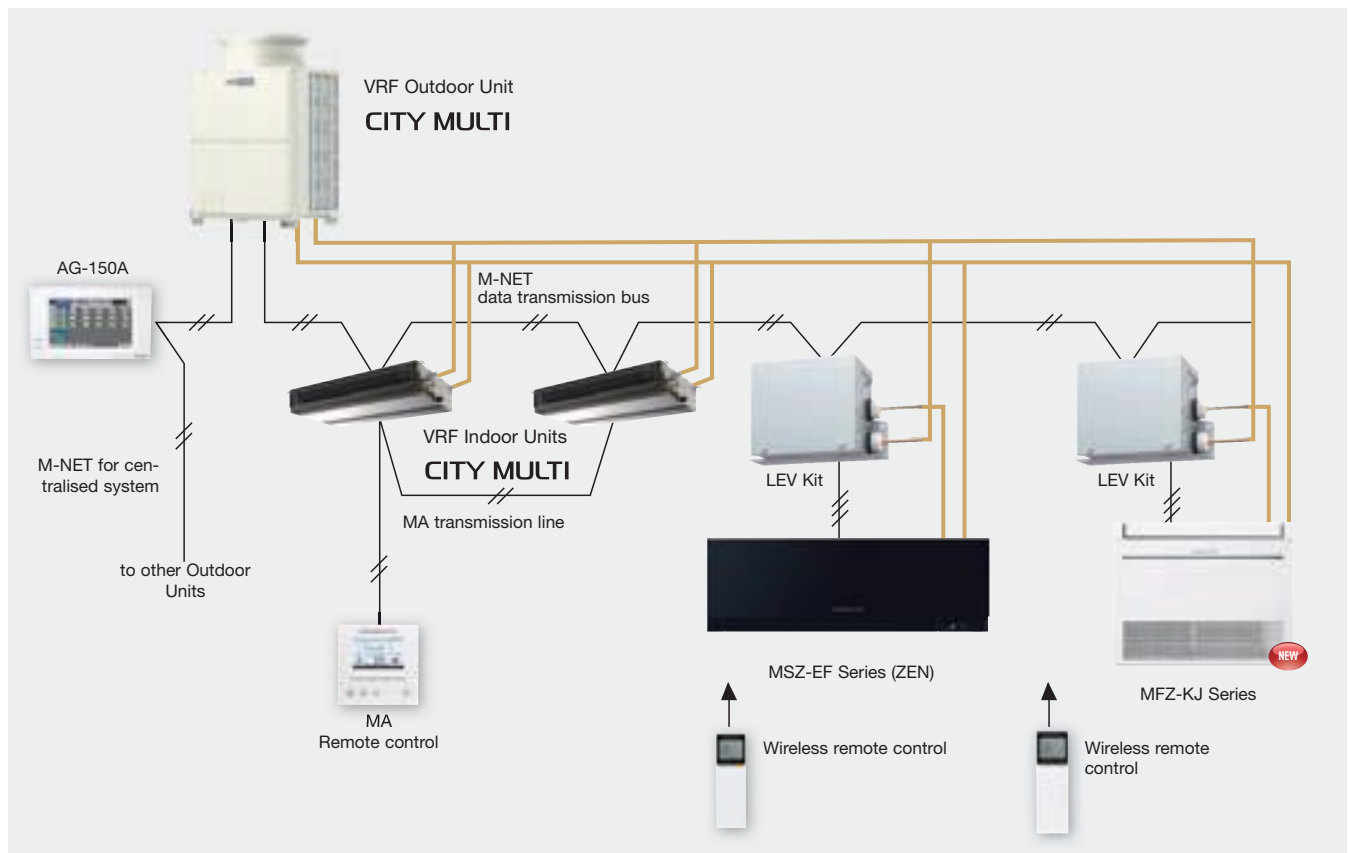 VRF Outdoor Unit
CITY MULTI
AG-150A
M-NET
data transmission bus
VRF Indoor Units
CITY MULTI
M-NET for cen-
tralised system
MA transmission line
LEV Kit
LEV Kit
to other Outdoor
Units
MSZ-EF Series (ZEN)
NEW
MFZ-KJ Series
MA
Remote control
Wireless remote control
Wireless remote
control